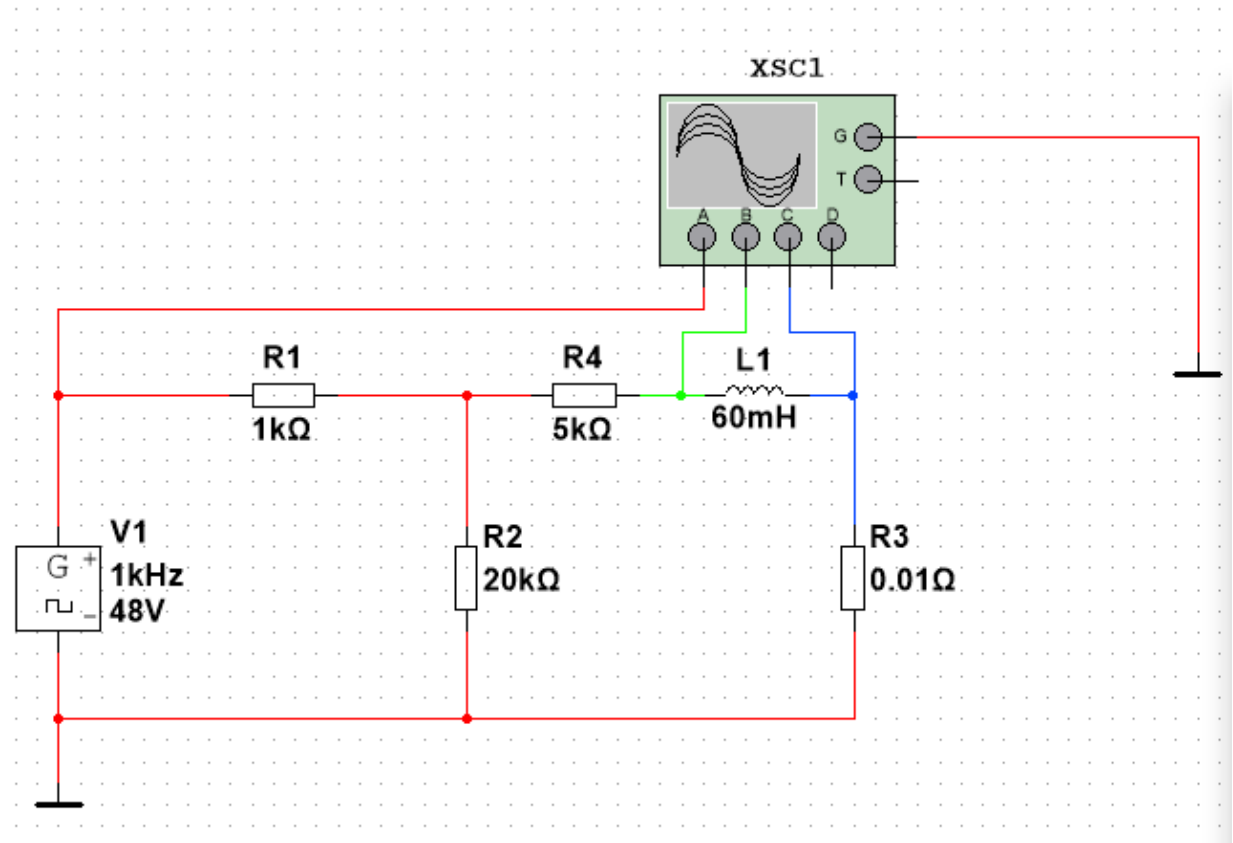 XSC1
G
T
A B C D
R1
1kΩ
R4
5kΩ
L1
60mH
V1
G + 
1kHz
48V
–
R2
20kΩ
R3
0.01Ω